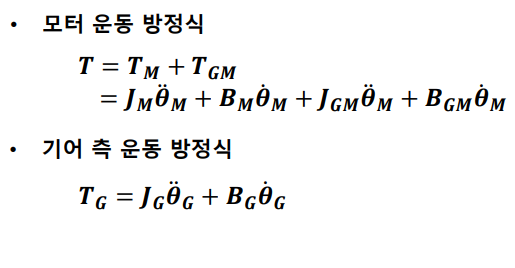 • 모터 운동 방정식
T = T_M + T_GM
= J_M θ̈_M + B_M θ̇_M + J_GM θ̈_M + B_GM θ̇_M
• 기어 측 운동 방정식
T_G = J_G θ̈_G + B_G θ̇_G